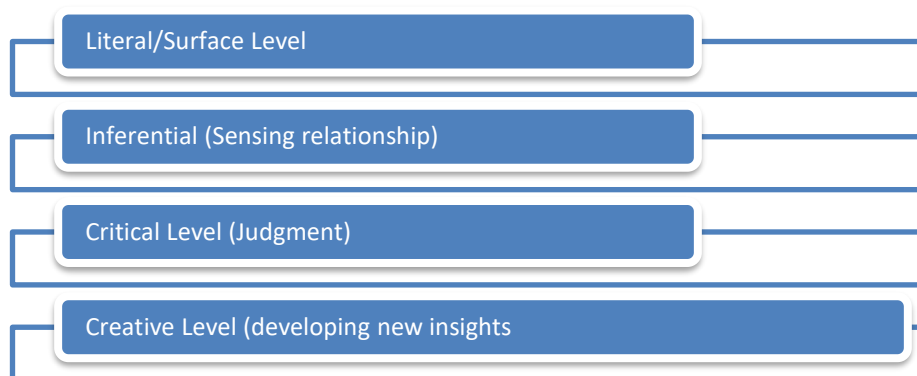 Literal/Surface Level
Inferential (Sensing relationship)
Critical Level (Judgment)
Creative Level (developing new insights